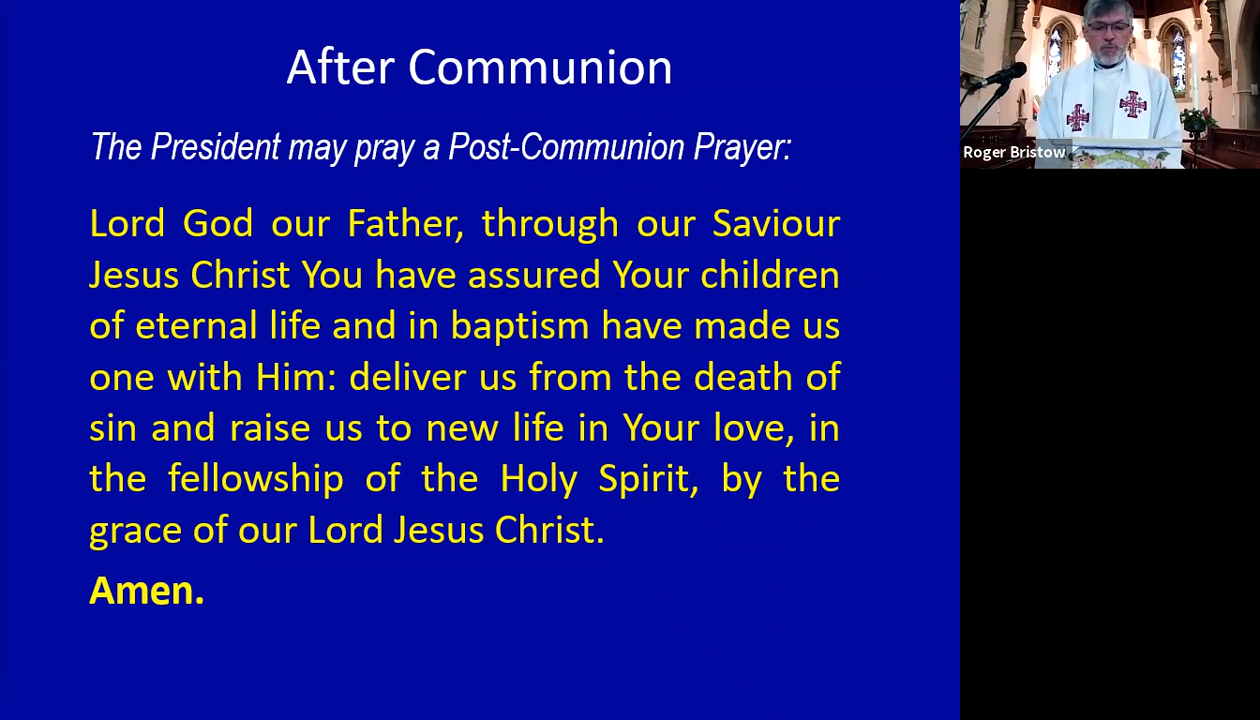 After Communion
The President may pray a Post-Communion Prayer:
Lord God our Father, through our Saviour
Jesus Christ You have assured Your children
of eternal life and in baptism have made us
one with Him: deliver us from the death of
sin and raise us to new life in Your love, in
the fellowship of the Holy Spirit, by the
grace of our Lord Jesus Christ.
Amen.
Roger Bristow